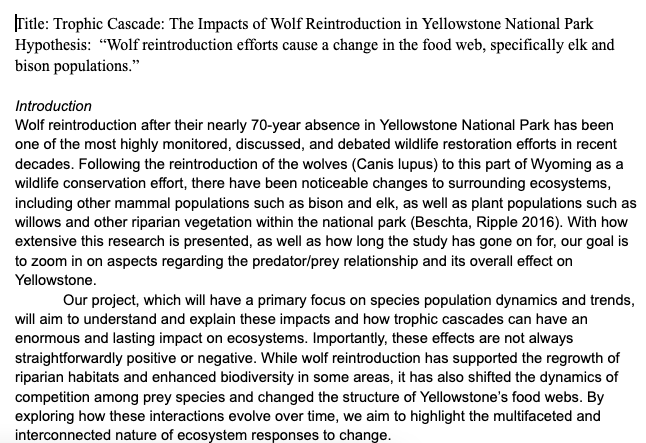 Title: Trophic Cascade: The Impacts of Wolf Reintroduction in Yellowstone National Park
Hypothesis:  “Wolf reintroduction efforts cause a change in the food web, specifically elk and
bison populations.”
Introduction
Wolf reintroduction after their nearly 70-year absence in Yellowstone National Park has been
one of the most highly monitored, discussed, and debated wildlife restoration efforts in recent
decades. Following the reintroduction of the wolves (Canis lupus) to this part of Wyoming as a
wildlife conservation effort, there have been noticeable changes to surrounding ecosystems,
including other mammal populations such as bison and elk, as well as plant populations such as
willows and other riparian vegetation within the national park (Beschta, Ripple 2016). With how
extensive this research is presented, as well as how long the study has gone on for, our goal is
to zoom in on aspects regarding the predator/prey relationship and its overall effect on
Yellowstone.
Our project, which will have a primary focus on species population dynamics and trends,
will aim to understand and explain these impacts and how trophic cascades can have an
enormous and lasting impact on ecosystems. Importantly, these effects are not always
straightforwardly positive or negative. While wolf reintroduction has supported the regrowth of
riparian habitats and enhanced biodiversity in some areas, it has also shifted the dynamics of
competition among prey species and changed the structure of Yellowstone’s food webs. By
exploring how these interactions evolve over time, we aim to highlight the multifaceted and
interconnected nature of ecosystem responses to change.